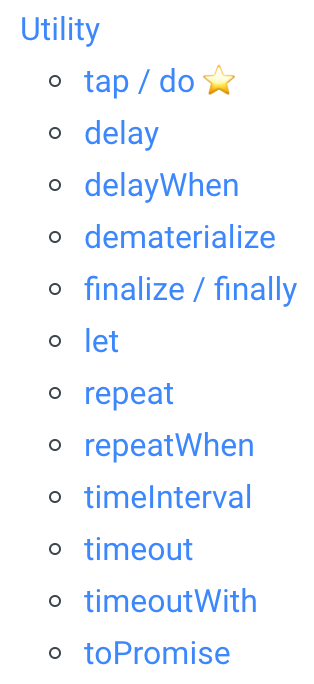 Utility
tap / do ⭐
delay
delayWhen
dematerialize
finalize / finally
let
repeat
repeatWhen
timeInterval
timeout
timeoutWith
toPromise